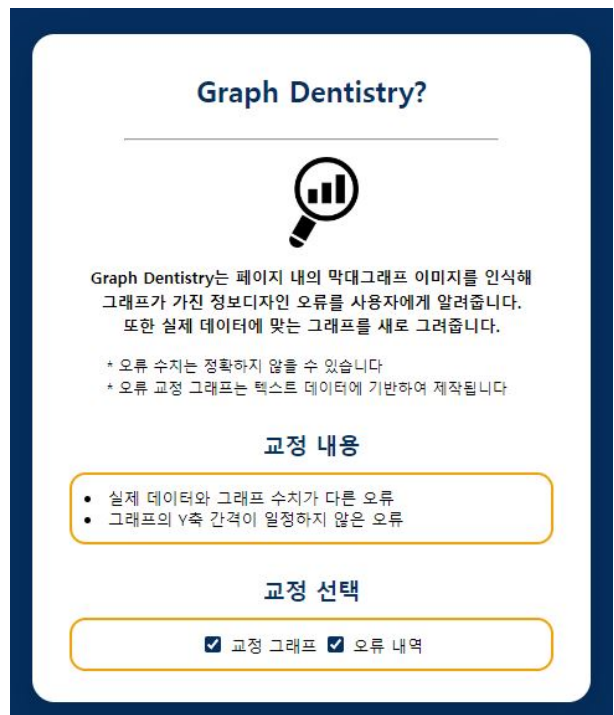 Graph Dentistry?
Graph Dentistry는 페이지 내의 막대그래프 이미지를 인식해
그래프가 가진 정보디자인 오류를 사용자에게 알려줍니다.
또한 실제 데이터에 맞는 그래프를 새로 그려줍니다.
* 오류 수치는 정확하지 않을 수 있습니다
* 오류 교정 그래프는 텍스트 데이터에 기반하여 제작됩니다
교정 내용
• 실제 데이터와 그래프 수치가 다른 오류
• 그래프의 Y축 간격이 일정하지 않은 오류
교정 선택
교정 그래프 오류 내역